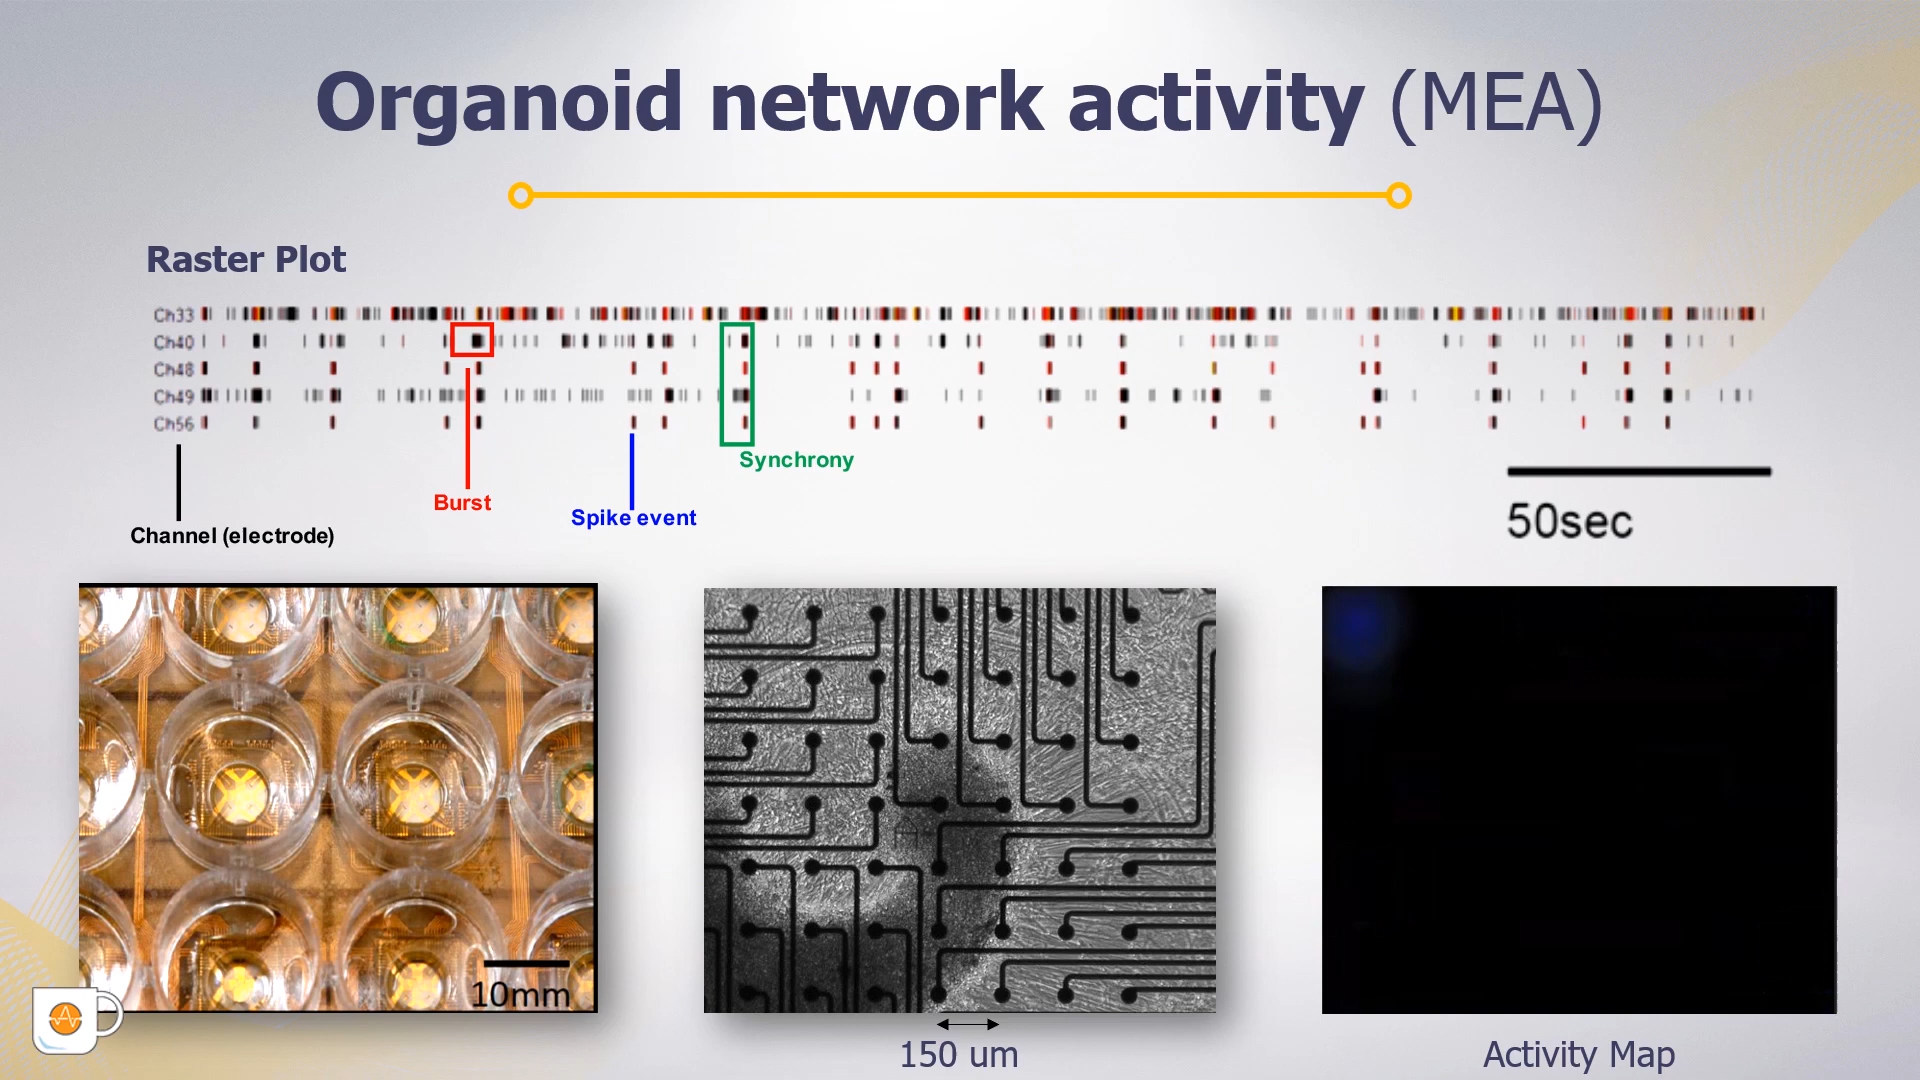 Organoid network activity (MEA)
Raster Plot
Ch33
Ch40
Ch48
Ch49
Ch56
Synchrony
Burst
Spike event
Channel (electrode)
50sec
10mm
150 um
Activity Map